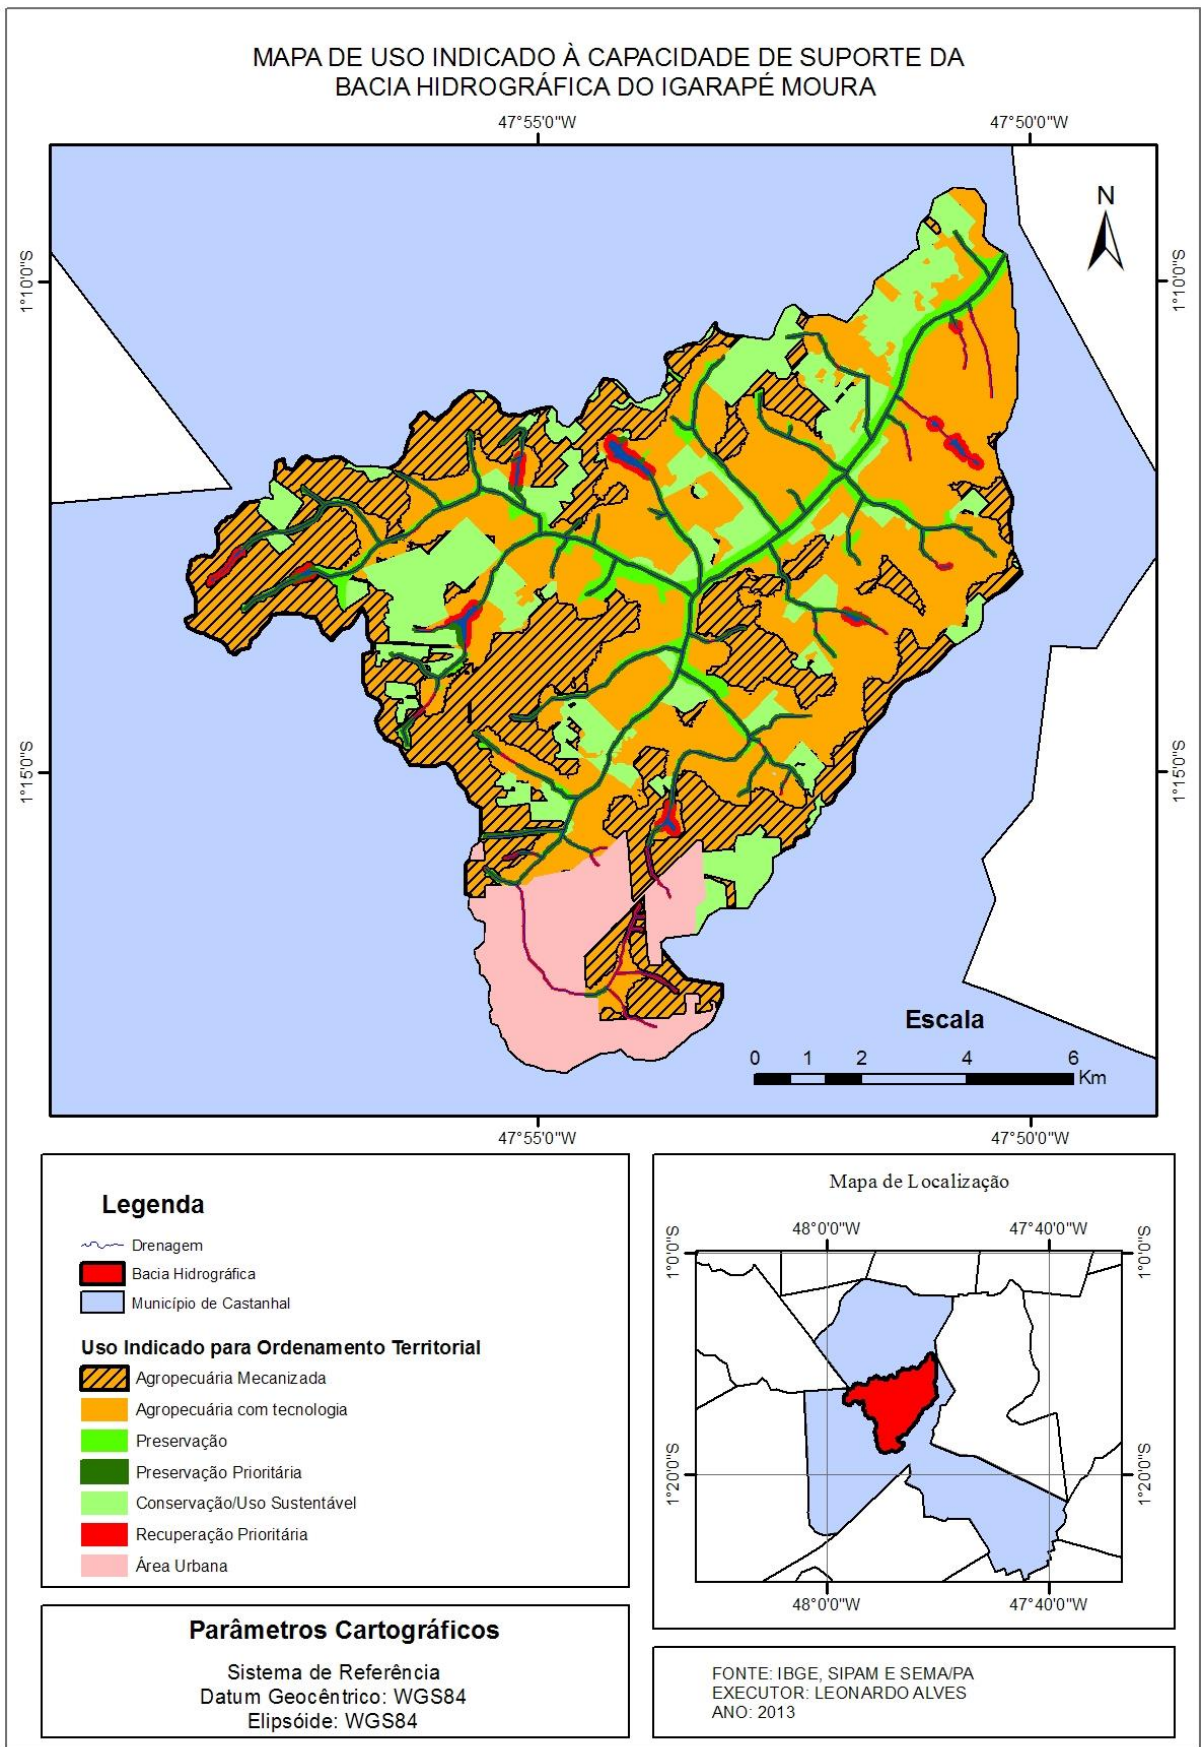 MAPA DE USO INDICADO À CAPACIDADE DE SUPORTE DA
BACIA HIDROGRÁFICA DO IGARAPÉ MOURA
47°55'0"W
47°50'0"W
N
1°10'0"S
1°10'0"S
1°15'0"S
1°15'0"S
Escala
0 1 2 4 6
Km
47°55'0"W
47°50'0"W
Legenda
Drenagem
Bacia Hidrográfica
Município de Castanhal
Uso Indicado para Ordenamento Territorial
Agropecuária Mecanizada
Agropecuária com tecnologia
Preservação
Preservação Prioritária
Conservação/Uso Sustentável
Recuperação Prioritária
Área Urbana
Mapa de Localização
48°0'0"W
47°40'0"W
1°0'0"S
1°0'0"S
1°20'0"S
1°20'0"S
48°0'0"W
47°40'0"W
Parâmetros Cartográficos
Sistema de Referência
Datum Geocêntrico: WGS84
Elipsóide: WGS84
FONTE: IBGE, SIPAM E SEMA/PA
EXECUTOR: LEONARDO ALVES
ANO: 2013